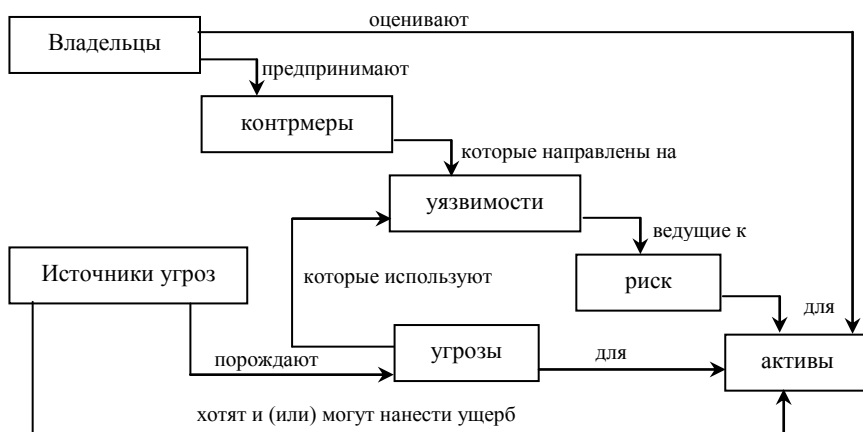 оценивают
Владельцы
предпринимают
контрмеры
которые направлены на
уязвимости
ведущие к
Источники угроз
которые используют
риск
для
угрозы
порождают
для
активы
хотят и (или) могут нанести ущерб